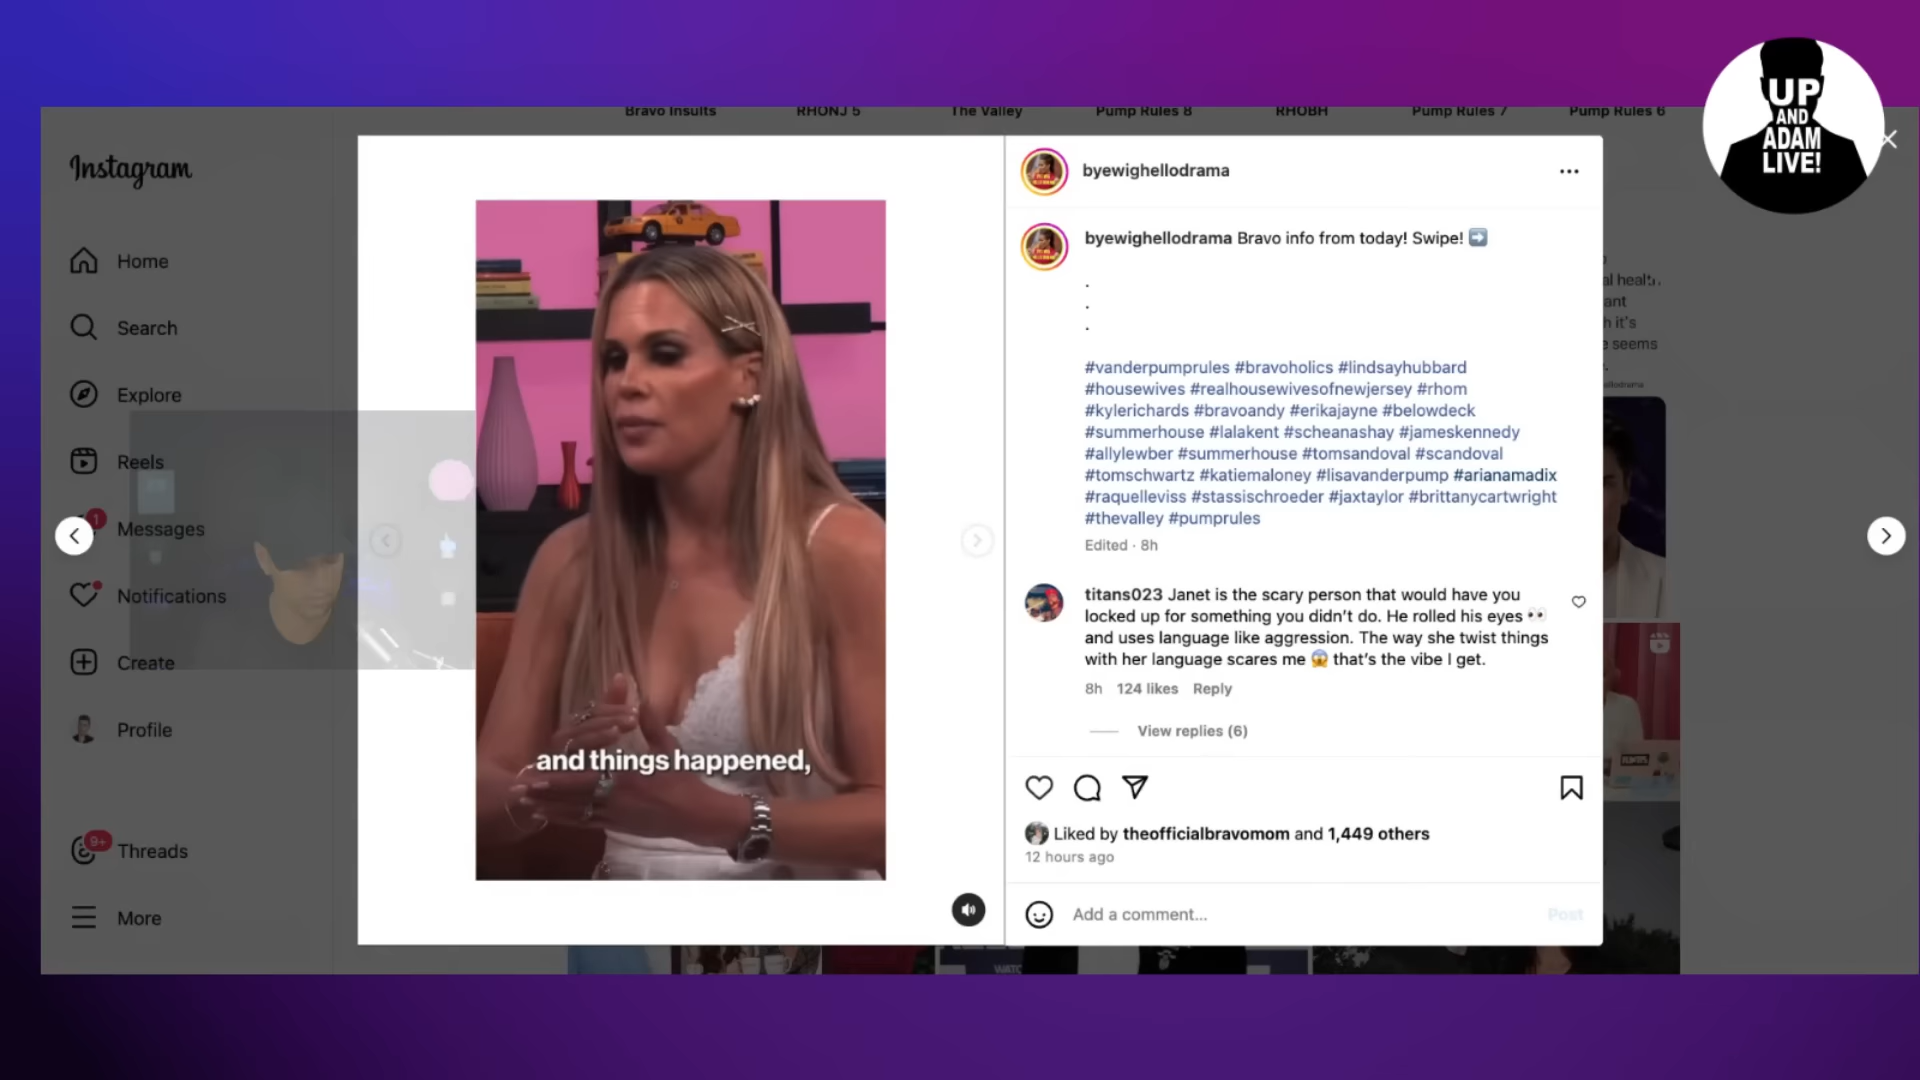 UP
AND
ADAM
LIVE!
Bravo Insults
RHONJ 5
The Valley
Pump Rules 8
RHOBH
Pump Rules 7
Pump Rules 6
Instagram
Home
Search
Explore
Reels
1
Messages
Notifications
Create
Profile
9+
Threads
More
and things happened,
byewighellodrama
byewighellodrama Bravo info from today! Swipe! ➡️
.
.
.
#vanderpumprules #bravoholics #lindsayhubbard
#housewives #realhousewivesofnewjersey #rhom
#kylerichards #bravoandy #erikajayne #belowdeck
#summerhouse #lalakent #scheanashay #jameskennedy
#allylewber #summerhouse #tomsandoval #scandoval
#tomschwartz #katiemaloney #lisavanderpump #arianamadix
#raquelleviss #stassischroeder #jaxtaylor #brittanycartwright
#thevalley #pumprules
Edited · 8h
titans023 Janet is the scary person that would have you
locked up for something you didn't do. He rolled his eyes 👀
and uses language like aggression. The way she twist things
with her language scares me 😱 that's the vibe I get.
8h 124 likes Reply
View replies (6)
Liked by theofficialbravomom and 1,449 others
12 hours ago
Add a comment...
Post
ant
it's
seems